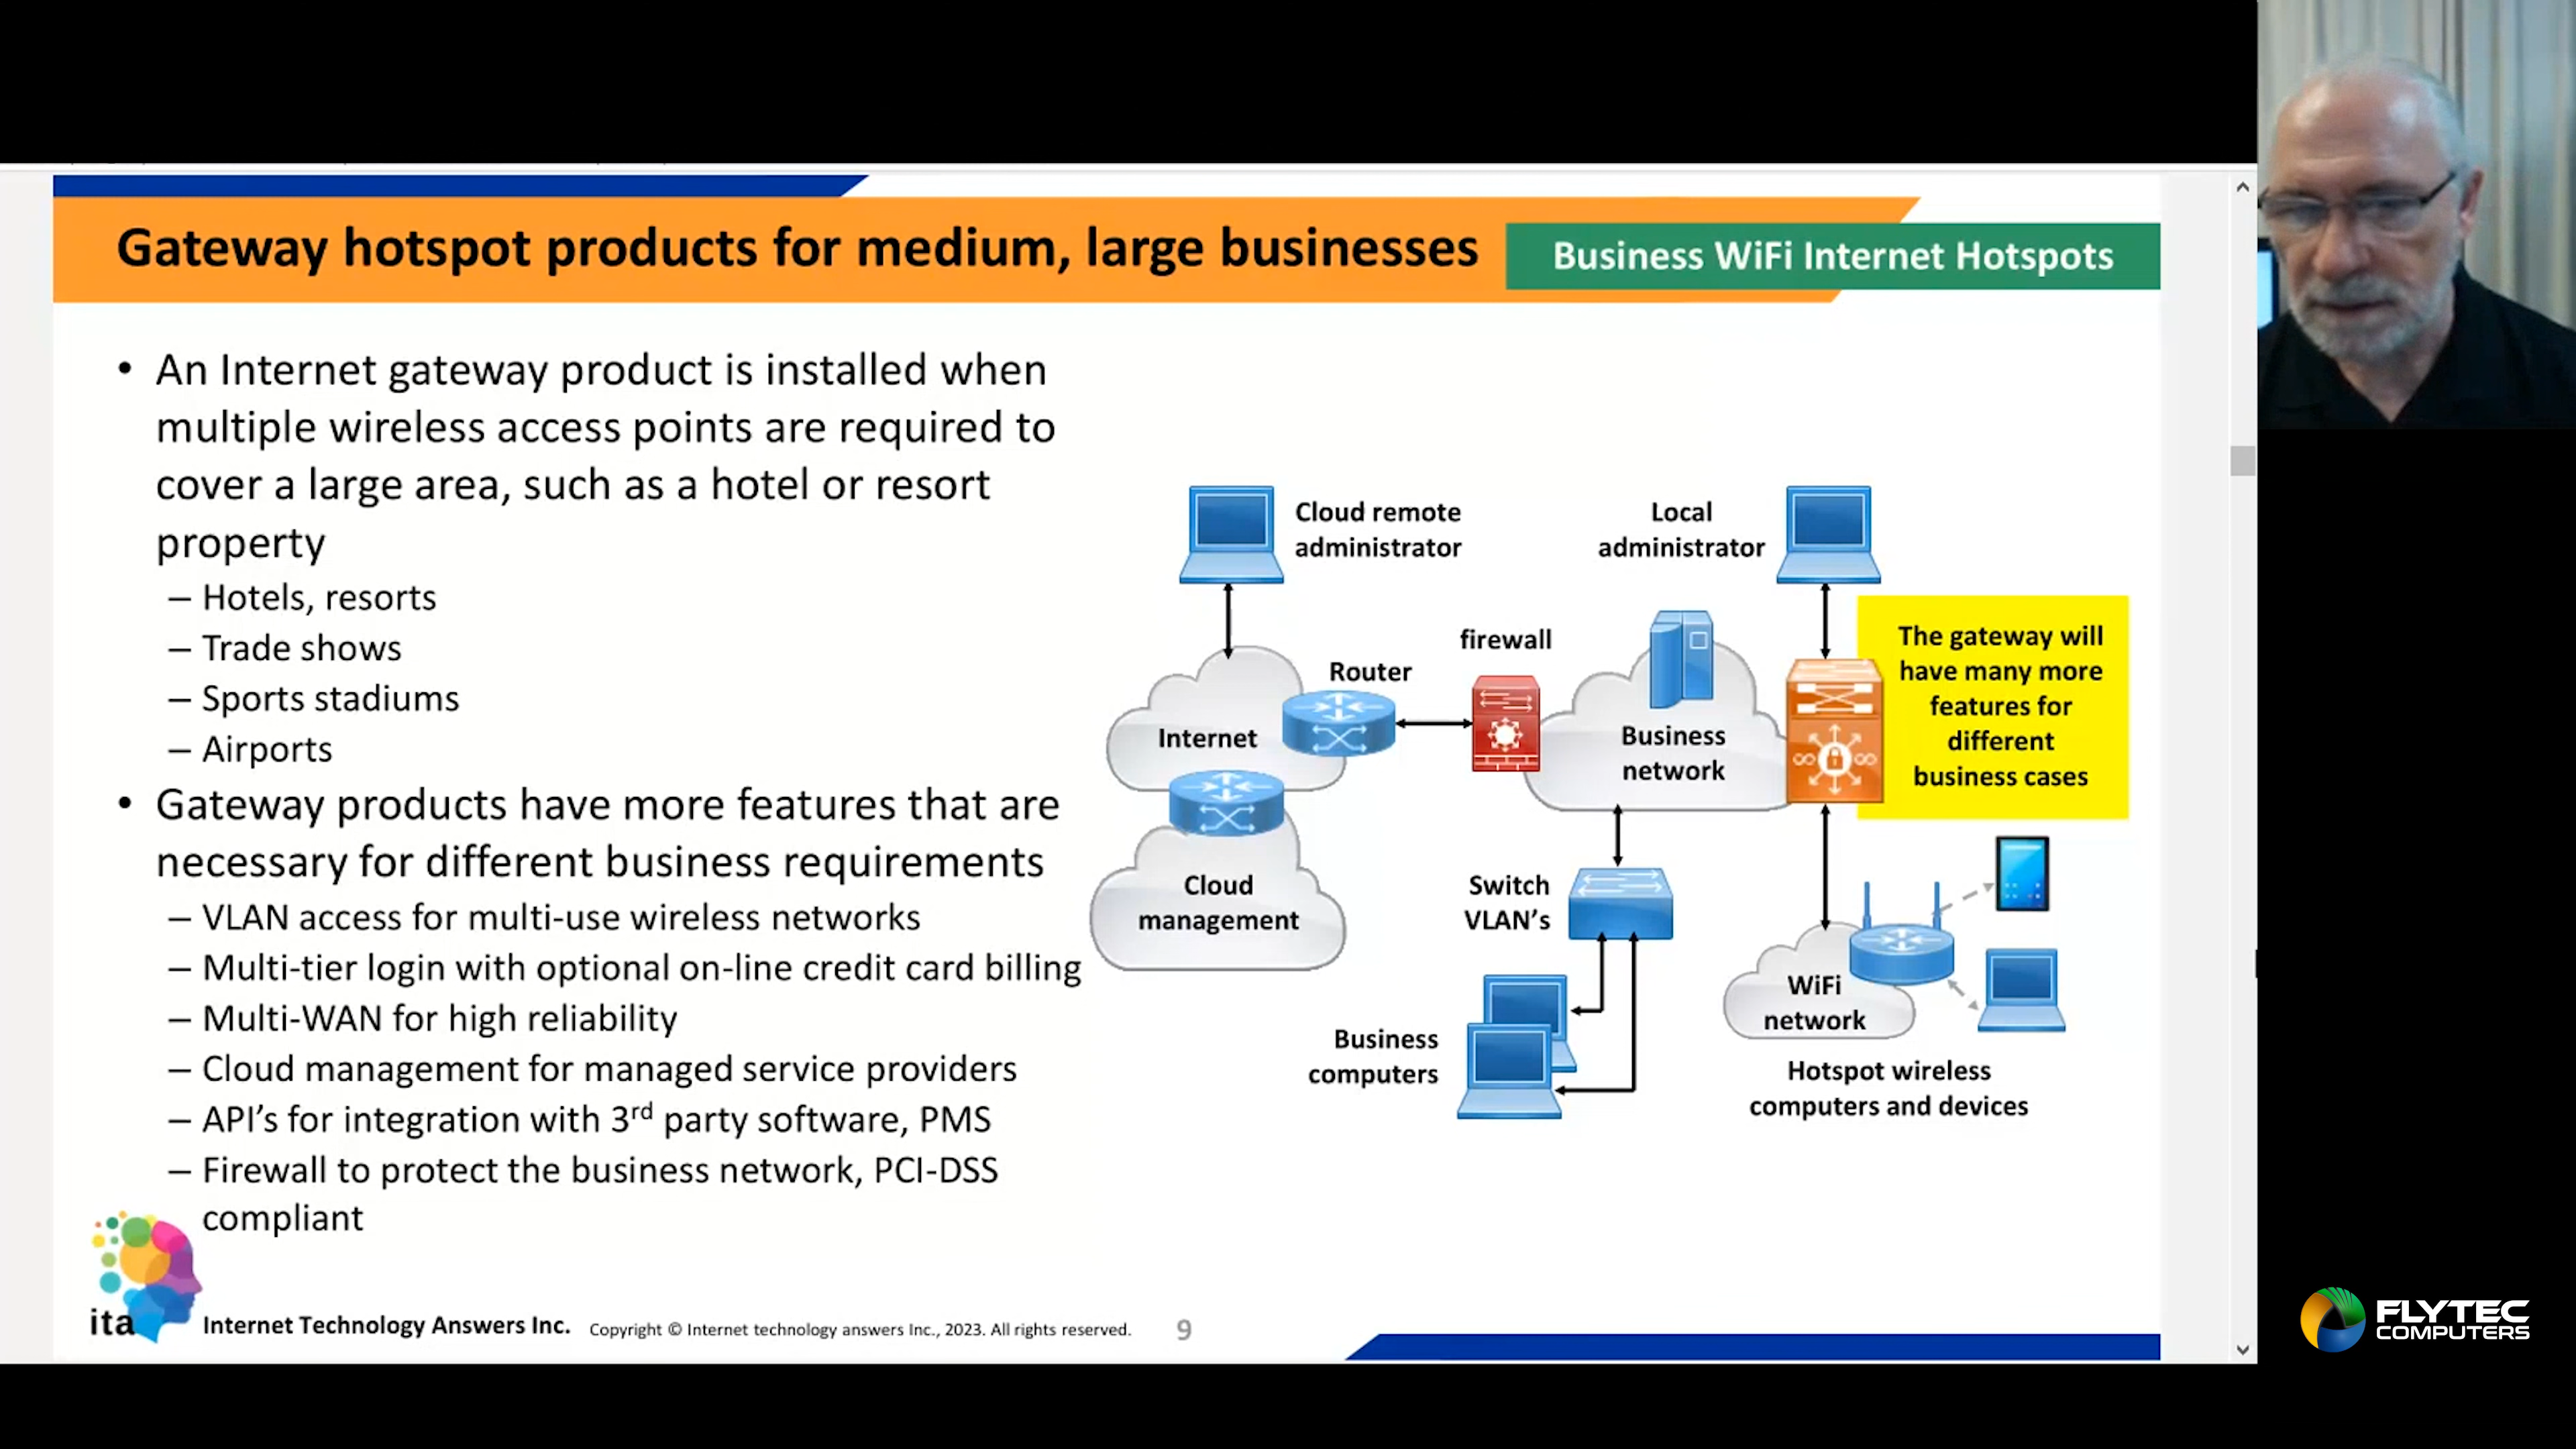 Gateway hotspot products for medium, large businesses
Business WiFi Internet Hotspots
• An Internet gateway product is installed when
multiple wireless access points are required to
cover a large area, such as a hotel or resort
property
– Hotels, resorts
– Trade shows
– Sports stadiums
– Airports
• Gateway products have more features that are
necessary for different business requirements
– VLAN access for multi-use wireless networks
– Multi-tier login with optional on-line credit card billing
– Multi-WAN for high reliability
– Cloud management for managed service providers
– API’s for integration with 3rd party software, PMS
– Firewall to protect the business network, PCI-DSS
compliant
Cloud remote
administrator
Local
administrator
firewall
Router
Internet
Business
network
The gateway will
have many more
features for
different
business cases
Cloud
management
Switch
VLAN’s
Business
computers
WiFi
network
Hotspot wireless
computers and devices
ita
Internet Technology Answers Inc.
Copyright © Internet technology answers Inc., 2023. All rights reserved.
9
FLYTEC
COMPUTERS